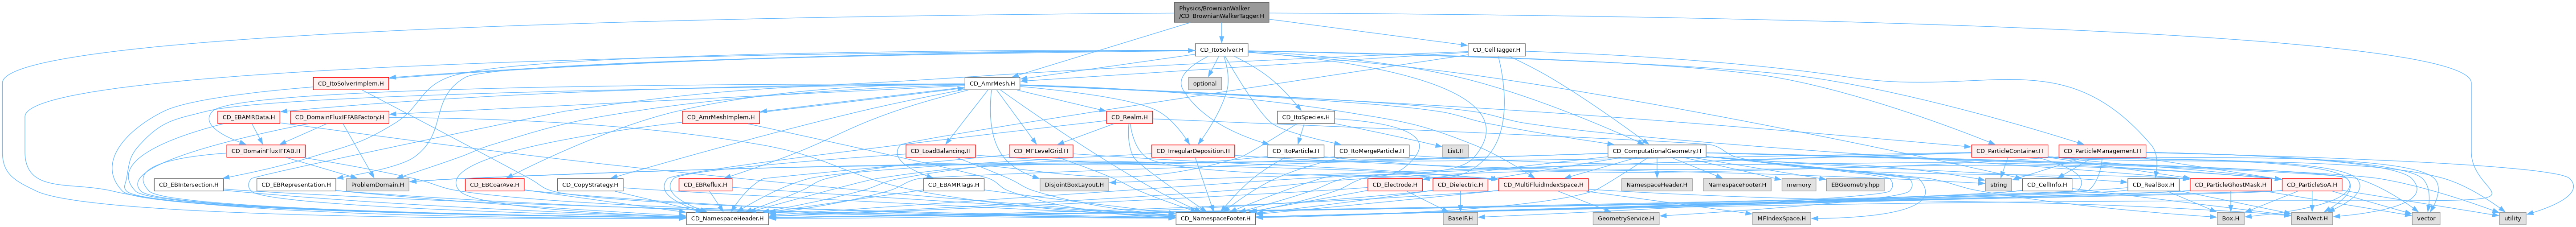 Physics/BrownianWalker
/CD_BrownianWalkerTagger.H
CD_ItoSolver.H
CD_CellTagger.H
CD_ItoSolverImplem.H
CD_AmrMesh.H
optional
CD_EBAMRData.H
CD_DomainFluxIFFABFactory.H
CD_AmrMeshImplem.H
CD_Realm.H
CD_ItoSpecies.H
CD_DomainFluxIFFAB.H
CD_LoadBalancing.H
CD_MFLevelGrid.H
CD_IrregularDeposition.H
CD_ItoParticle.H
CD_ItoMergeParticle.H
List.H
CD_ComputationalGeometry.H
CD_ParticleContainer.H
CD_ParticleManagement.H
CD_EBIntersection.H
CD_EBRepresentation.H
ProblemDomain.H
CD_EBCoarAve.H
CD_CopyStrategy.H
CD_EBReflux.H
CD_EBAMRTags.H
DisjointBoxLayout.H
CD_Electrode.H
CD_Dielectric.H
CD_MultiFluidIndexSpace.H
NamespaceHeader.H
NamespaceFooter.H
memory
EBGeometry.hpp
string
CD_CellInfo.H
CD_RealBox.H
CD_ParticleGhostMask.H
CD_ParticleSoA.H
CD_NamespaceHeader.H
CD_NamespaceFooter.H
BaseIF.H
GeometryService.H
MFIndexSpace.H
Box.H
RealVect.H
vector
utility